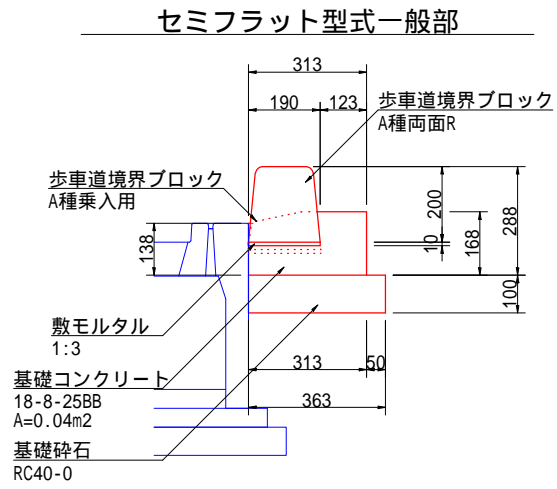 セミフラット型式一般部
313
190
123
歩車道境界ブロック
A種両面R
歩車道境界ブロック
A種乗入用
138
200
10
168
288
100
敷モルタル
1:3
313
50
基礎コンクリート
18-8-25BB
A=0.04m2
363
基礎砕石
RC40-0